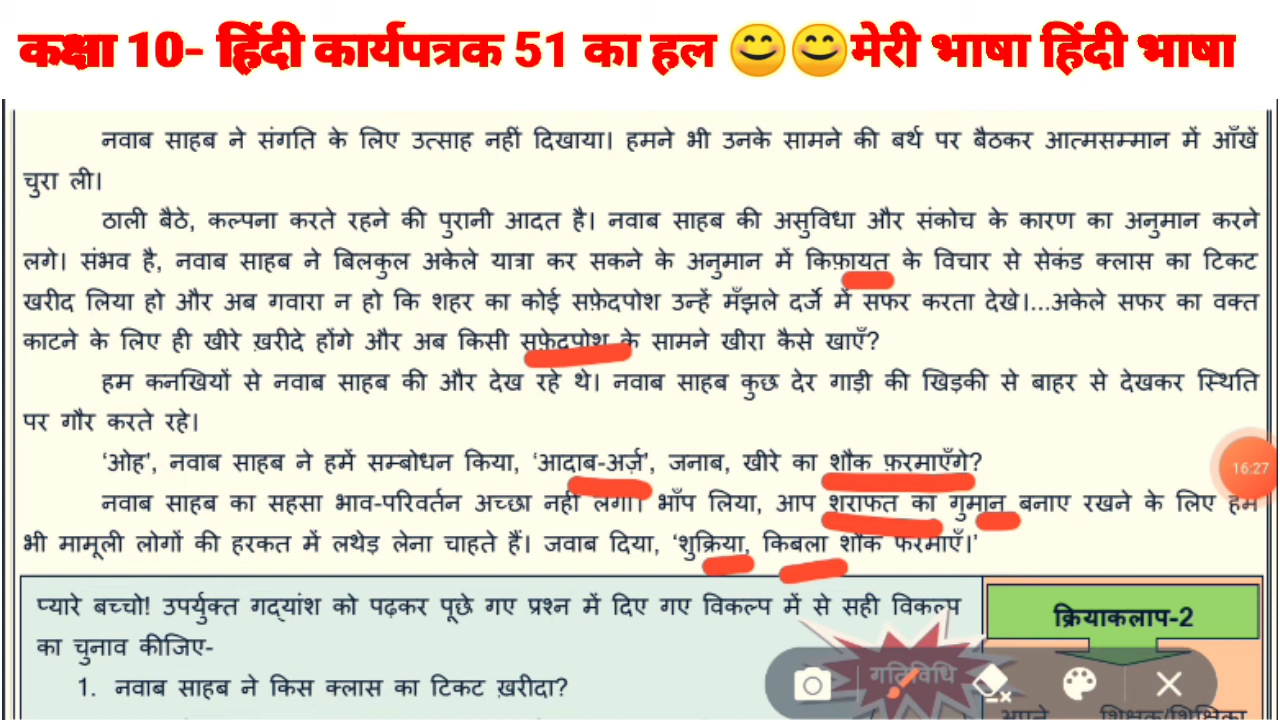 कक्षा 10- हिंदी कार्यपत्रक 51 का हल 😊😊मेरी भाषा हिंदी भाषा
नवाब साहब ने संगति के लिए उत्साह नहीं दिखाया। हमने भी उनके सामने की बर्थ पर बैठकर आत्मसम्मान में आँखें
चुरा ली।
ठाली बैठे, कल्पना करते रहने की पुरानी आदत है। नवाब साहब की असुविधा और संकोच के कारण का अनुमान करने
लगे। संभव है, नवाब साहब ने बिलकुल अकेले यात्रा कर सकने के अनुमान में किफ़ायत के विचार से सेकंड क्लास का टिकट
खरीद लिया हो और अब गवारा न हो कि शहर का कोई सफ़ेदपोश उन्हें मँझले दर्जे में सफर करता देखे।...अकेले सफर का वक्त
काटने के लिए ही खीरे ख़रीदे होंगे और अब किसी सफ़ेदपोश के सामने खीरा कैसे खाएँ?
हम कनखियों से नवाब साहब की और देख रहे थे। नवाब साहब कुछ देर गाड़ी की खिड़की से बाहर से देखकर स्थिति
पर गौर करते रहे।
‘ओह’, नवाब साहब ने हमें सम्बोधन किया, ‘आदाब-अर्ज़’, जनाब, खीरे का शौक फ़रमाएँगे?
नवाब साहब का सहसा भाव-परिवर्तन अच्छा नहीं लगा। भाँप लिया, आप शराफत का गुमान बनाए रखने के लिए हम
भी मामूली लोगों की हरकत में लथेड़ लेना चाहते हैं। जवाब दिया, ‘शुक्रिया, किबला शौक फरमाएँ।’
16:27
प्यारे बच्चो! उपर्युक्त गद्यांश को पढ़कर पूछे गए प्रश्न में दिए गए विकल्प में से सही विकल्प
का चुनाव कीजिए-
1. नवाब साहब ने किस क्लास का टिकट ख़रीदा?
क्रियाकलाप-2
गतिविधि
अपने शिक्षक/शिक्षिका